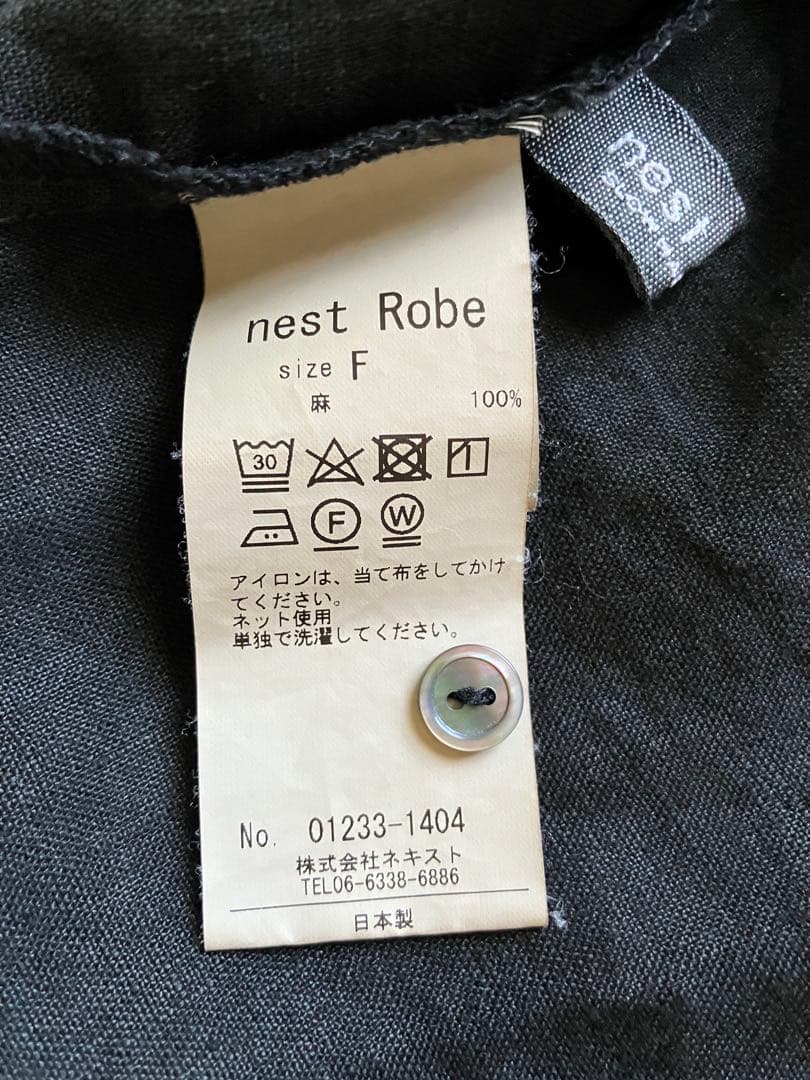 nest
nest Robe
size F
麻 100%
30
F W
アイロンは、当て布をしてかけ
てください。
ネット使用
単独で洗濯してください。
No. 01233-1404
株式会社ネキスト
TEL06-6338-6886
日本製